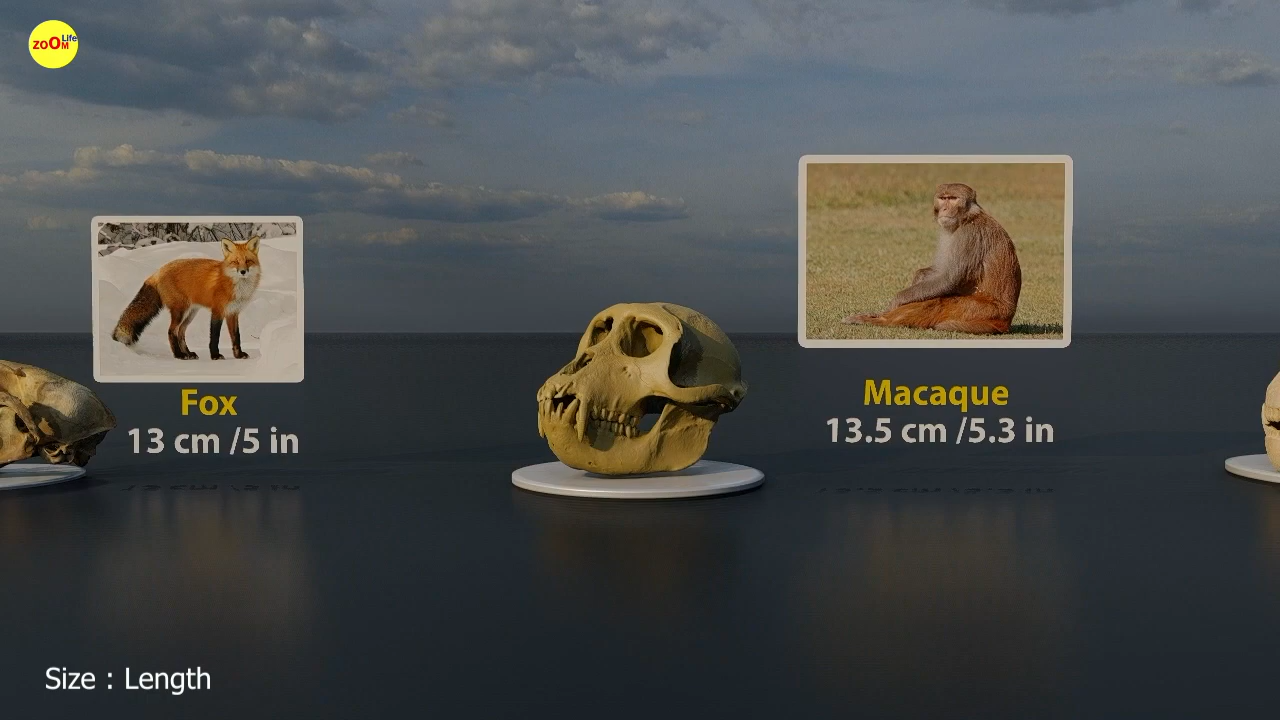 zoOM Life
Fox
13 cm /5 in
Macaque
13.5 cm /5.3 in
Size : Length